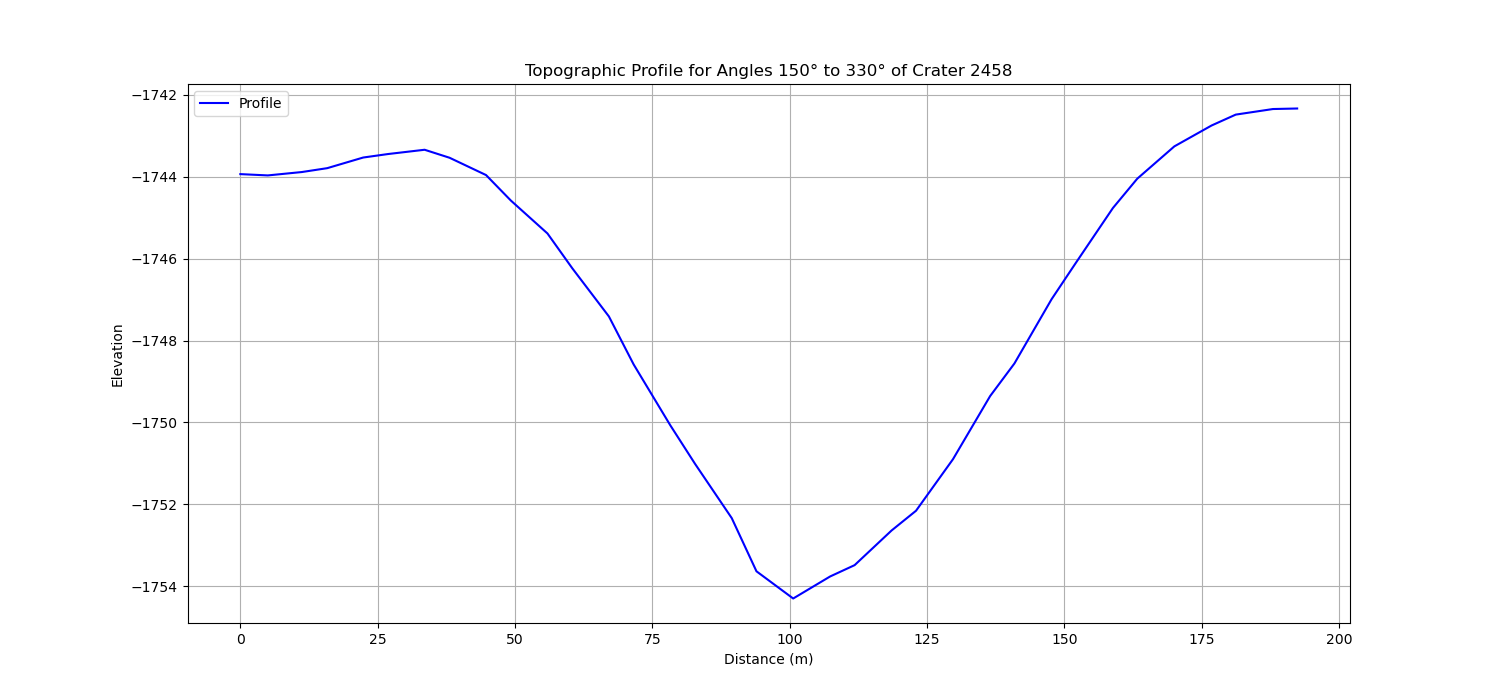 Topographic Profile for Angles 150° to 330° of Crater 2458
Profile
−1742
−1744
−1746
−1748
−1750
−1752
−1754
Elevation
0 25 50 75 100 125 150 175 200
Distance (m)